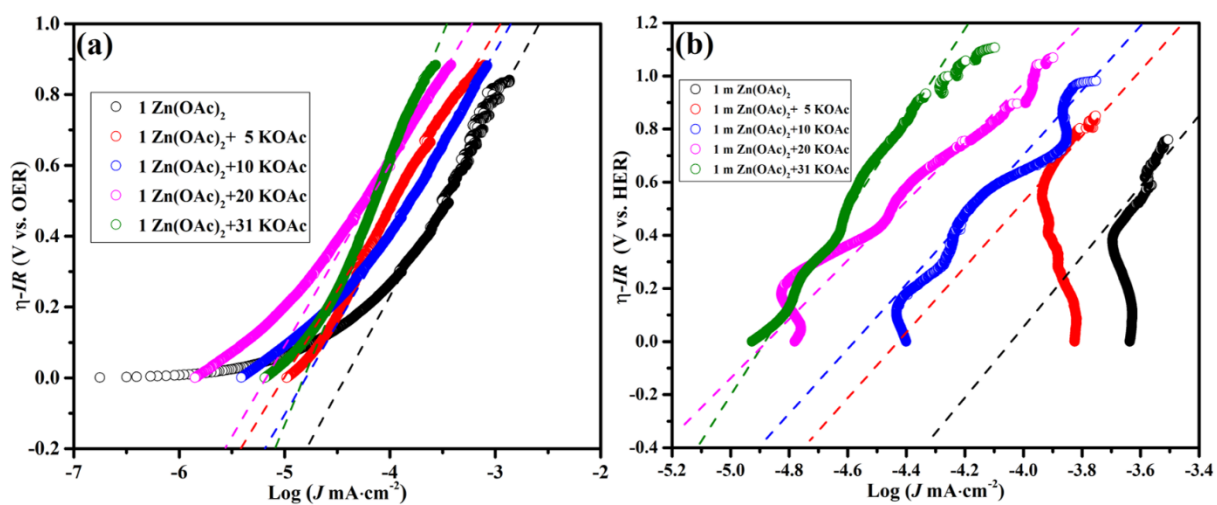 (a)
1.0
0.8
0.6
0.4
0.2
0.0
-0.2
η-IR (V vs. OER)
1 Zn(OAc)₂
1 Zn(OAc)₂+ 5 KOAc
1 Zn(OAc)₂+10 KOAc
1 Zn(OAc)₂+20 KOAc
1 Zn(OAc)₂+31 KOAc
-7 -6 -5 -4 -3 -2
Log (J mA·cm⁻²)
(b)
1.2
1.0
0.8
0.6
0.4
0.2
0.0
-0.2
-0.4
η-IR (V vs. HER)
1 m Zn(OAc)₂
1 m Zn(OAc)₂+ 5 KOAc
1 m Zn(OAc)₂+10 KOAc
1 m Zn(OAc)₂+20 KOAc
1 m Zn(OAc)₂+31 KOAc
-5.2 -5.0 -4.8 -4.6 -4.4 -4.2 -4.0 -3.8 -3.6 -3.4
Log (J mA·cm⁻²)